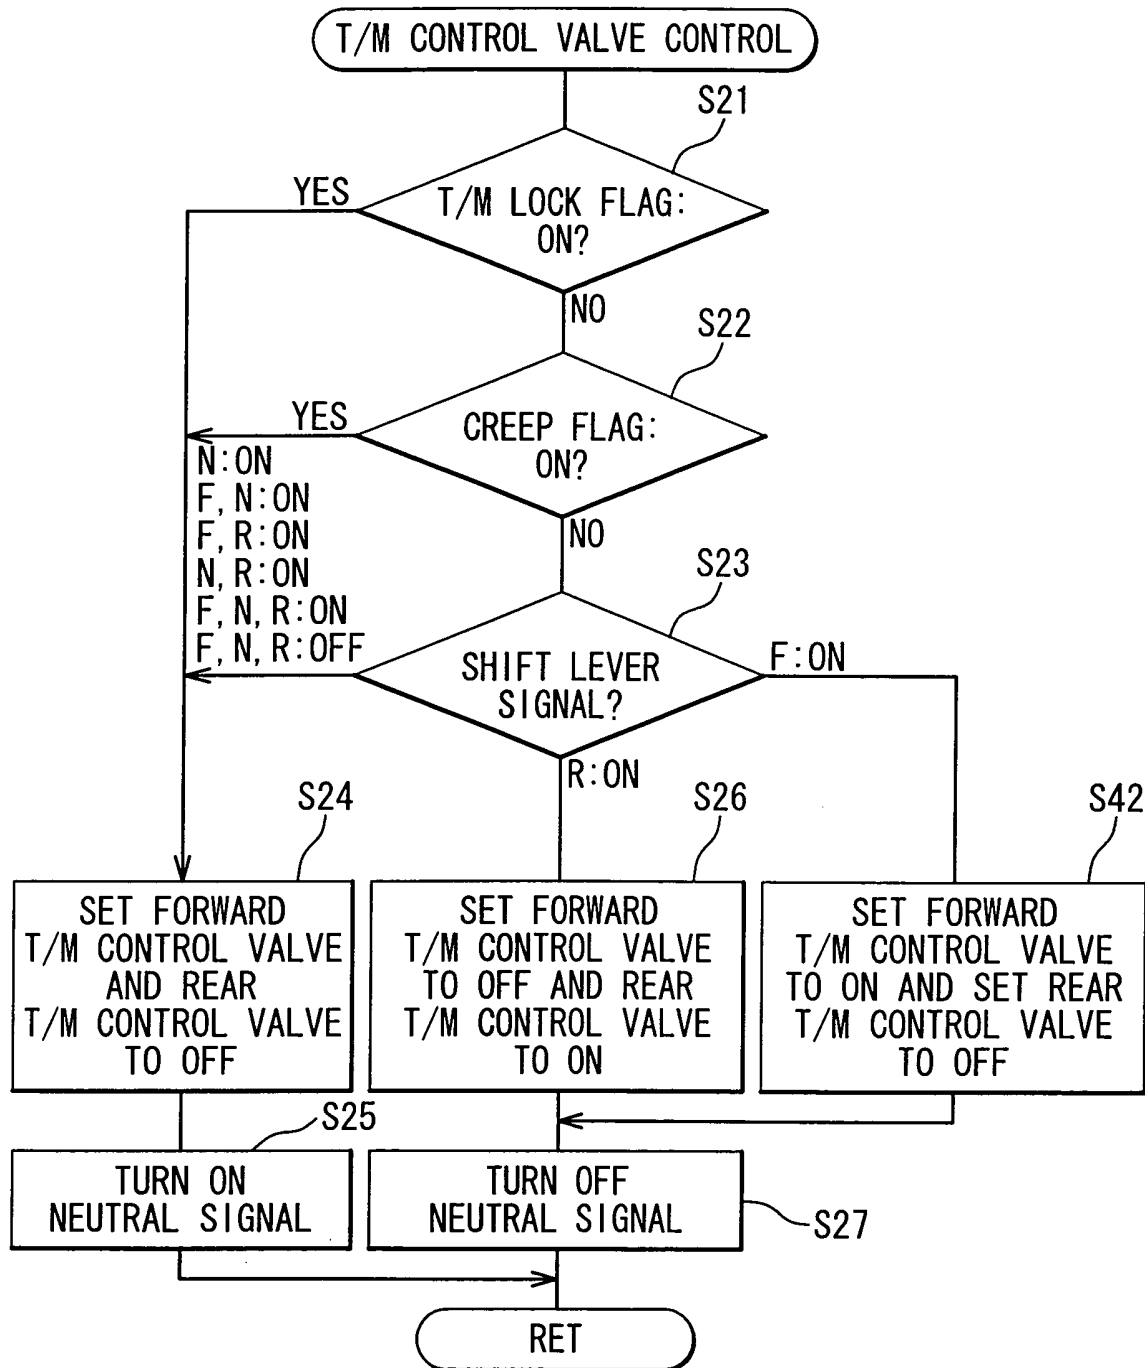 T/M CONTROL VALVE CONTROL
S21
YES
T/M LOCK FLAG:
ON?
NO
S22
YES
CREEP FLAG:
ON?
N:ON
F,N:ON
F,R:ON
N,R:ON
F,N,R:ON
F,N,R:OFF
NO
S23
SHIFT LEVER
SIGNAL?
F:ON
R:ON
S24
SET FORWARD
T/M CONTROL VALVE
AND REAR
T/M CONTROL VALVE
TO OFF
S26
SET FORWARD
T/M CONTROL VALVE
TO OFF AND REAR
T/M CONTROL VALVE
TO ON
S42
SET FORWARD
T/M CONTROL VALVE
TO ON AND SET REAR
T/M CONTROL VALVE
TO OFF
S25
TURN ON
NEUTRAL SIGNAL
TURN OFF
NEUTRAL SIGNAL
S27
RET